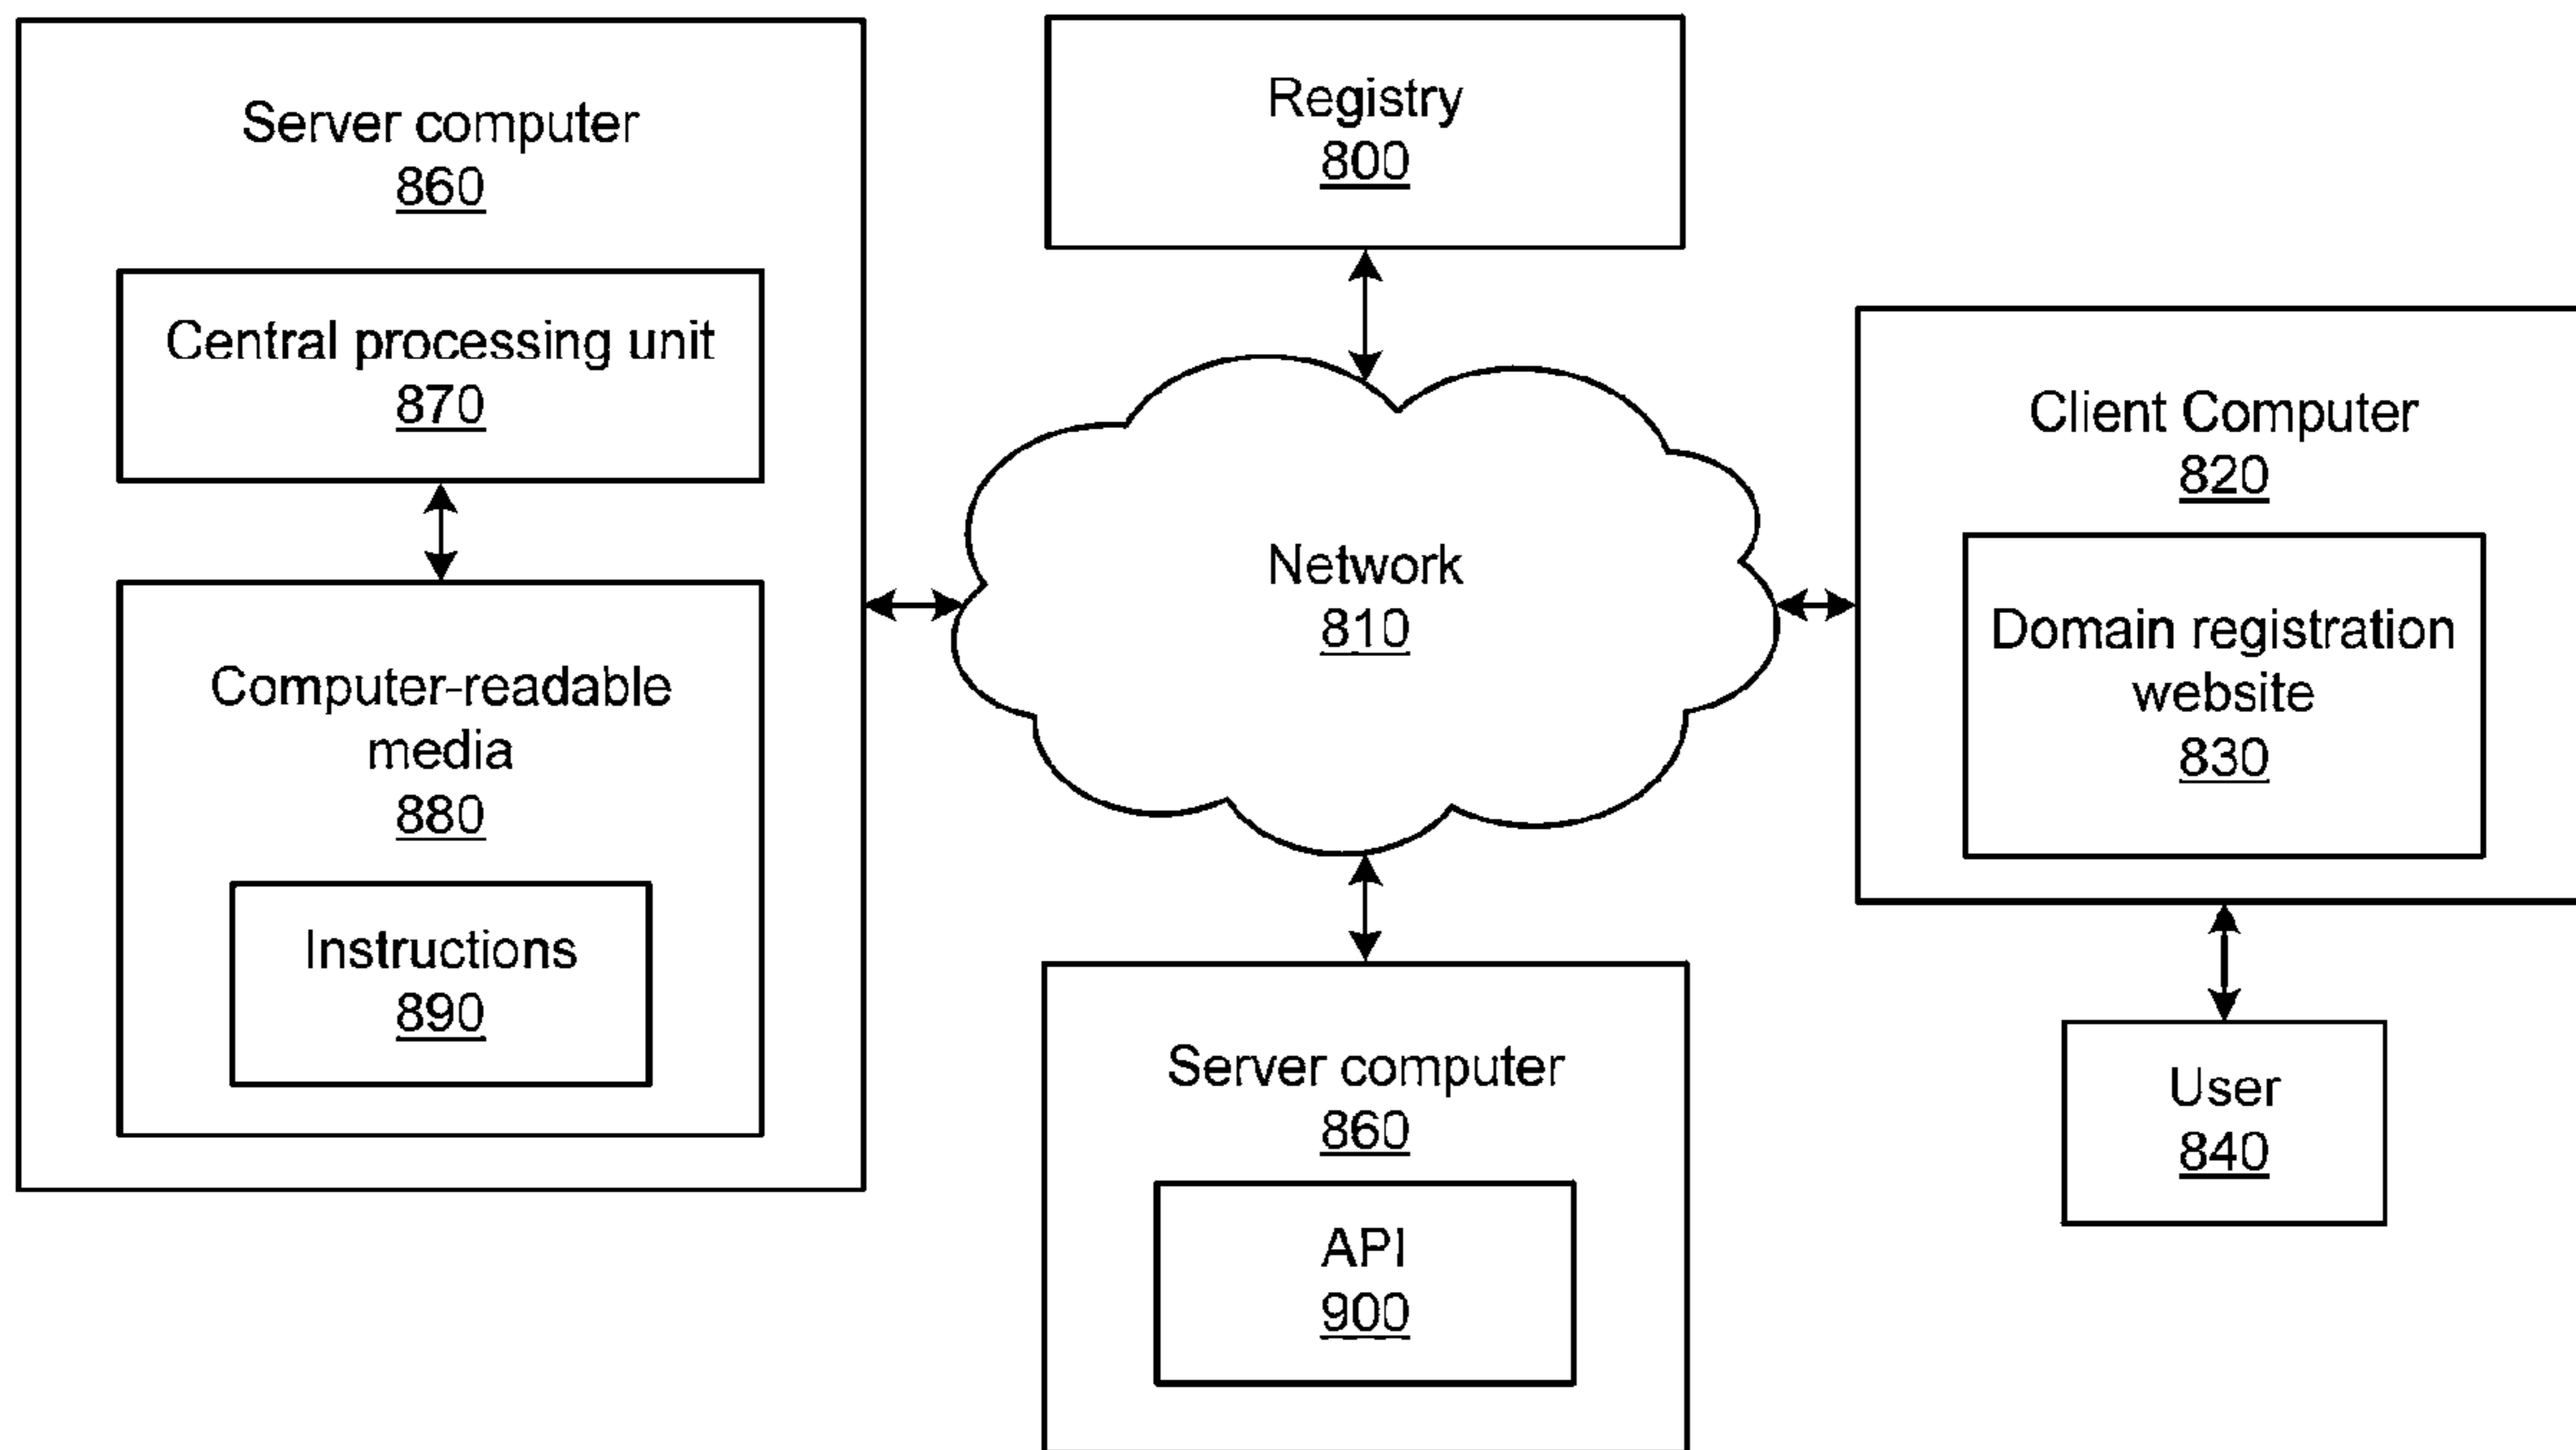 Server computer
860
Central processing unit
870
Computer-readable
media
880
Instructions
890
Registry
800
Network
810
Server computer
860
API
900
Client Computer
820
Domain registration
website
830
User
840